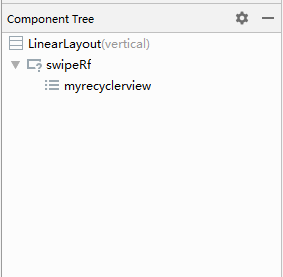 Component Tree
LinearLayout(vertical)
swipeRf
myrecyclerview